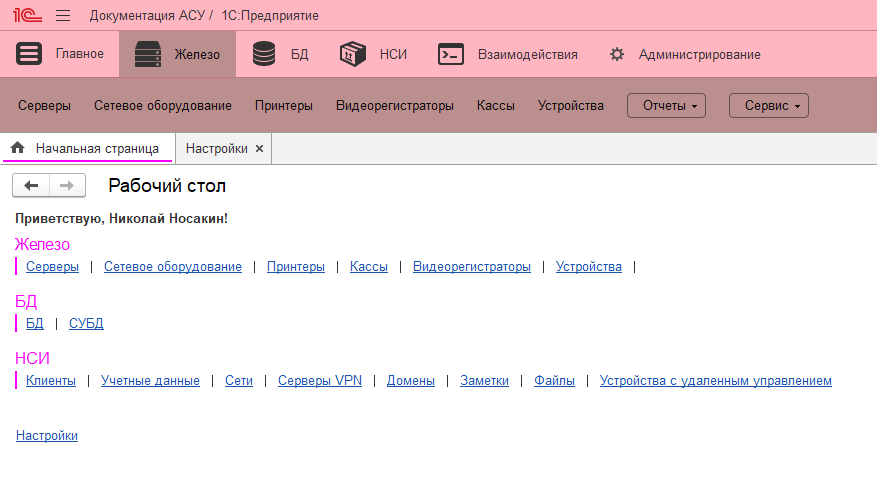 1С Документация АСУ / 1С:Предприятие
Главное Железо БД НСИ Взаимодействия Администрирование
Серверы Сетевое оборудование Принтеры Видеорегистраторы Кассы Устройства Отчеты Сервис
Начальная страница Настройки ×
Рабочий стол
Приветствую, Николай Носакин!
Железо
Серверы | Сетевое оборудование | Принтеры | Кассы | Видеорегистраторы | Устройства |
БД
БД | СУБД
НСИ
Клиенты | Учетные данные | Сети | Серверы VPN | Домены | Заметки | Файлы | Устройства с удаленным управлением
Настройки